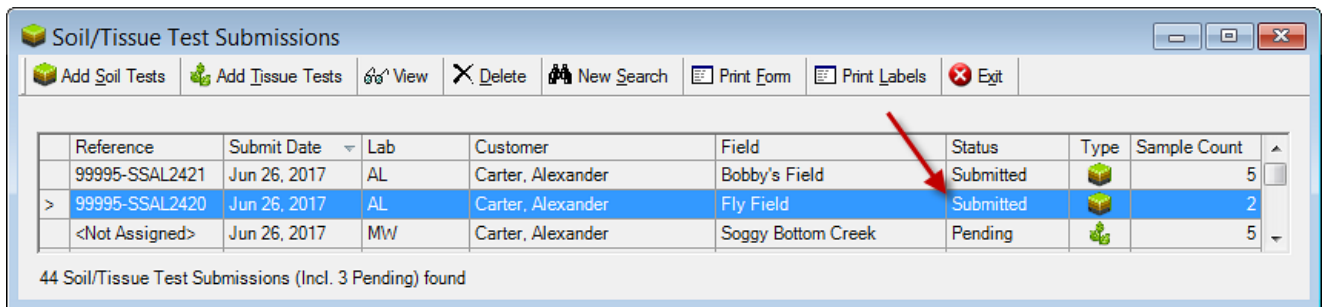 Soil/Tissue Test Submissions
Add Soil Tests Add Tissue Tests View Delete New Search Print Form Print Labels Exit
Reference Submit Date Lab Customer Field Status Type Sample Count
99995-SSAL2421 Jun 26, 2017 AL Carter, Alexander Bobby's Field Submitted 5
> 99995-SSAL2420 Jun 26, 2017 AL Carter, Alexander Fly Field Submitted 2
<Not Assigned> Jun 26, 2017 MW Carter, Alexander Soggy Bottom Creek Pending 5
44 Soil/Tissue Test Submissions (Incl. 3 Pending) found